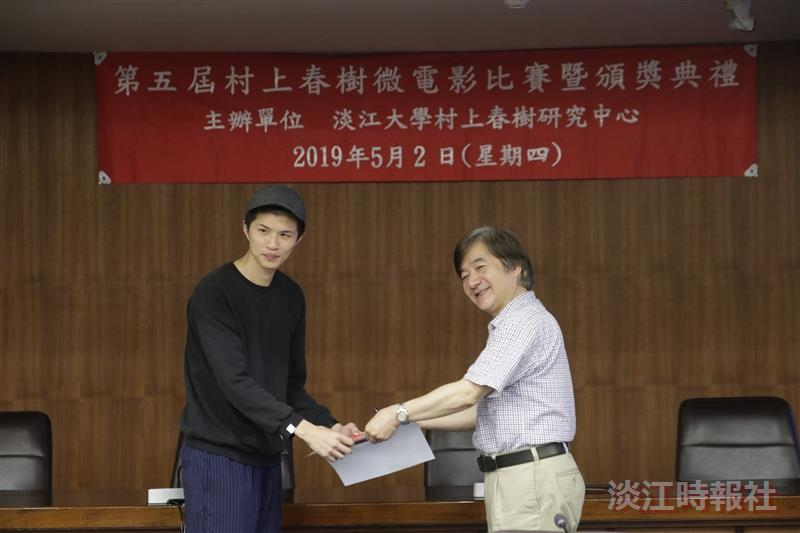 第五屆村上春樹微電影比賽暨頒獎典禮
主辦單位　淡江大學村上春樹研究中心
2019年5月2日(星期四)
淡江時報社